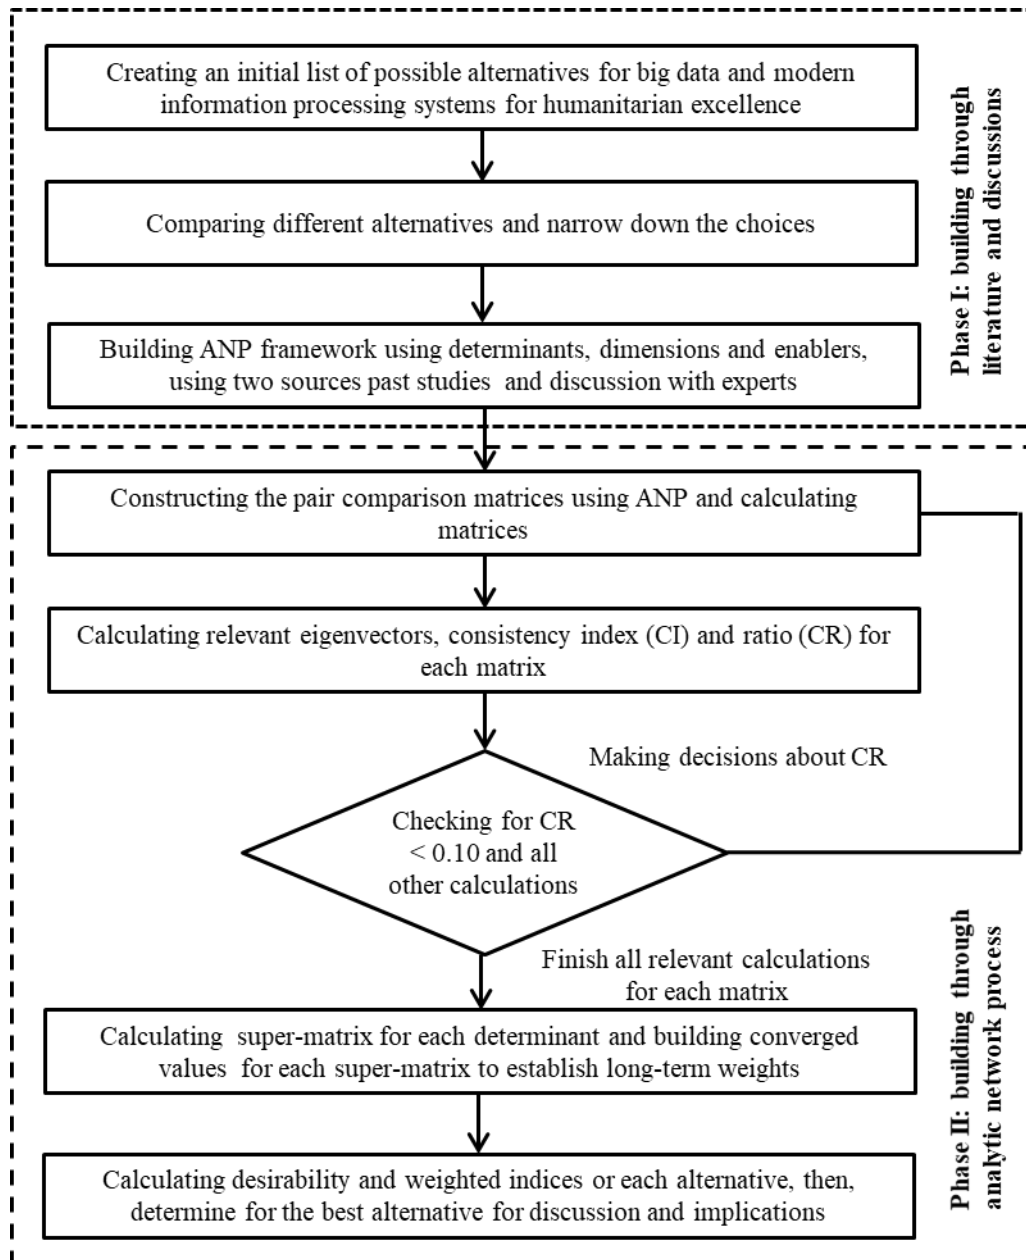 Creating an initial list of possible alternatives for big data and modern
information processing systems for humanitarian excellence
Comparing different alternatives and narrow down the choices
Building ANP framework using determinants, dimensions and enablers,
using two sources past studies and discussion with experts
Phase I: building through
literature and discussions
Constructing the pair comparison matrices using ANP and calculating
matrices
Calculating relevant eigenvectors, consistency index (CI) and ratio (CR) for
each matrix
Making decisions about CR
Checking for CR
< 0.10 and all
other calculations
Finish all relevant calculations
for each matrix
Calculating super-matrix for each determinant and building converged
values for each super-matrix to establish long-term weights
Calculating desirability and weighted indices or each alternative, then,
determine for the best alternative for discussion and implications
Phase II: building through
analytic network process